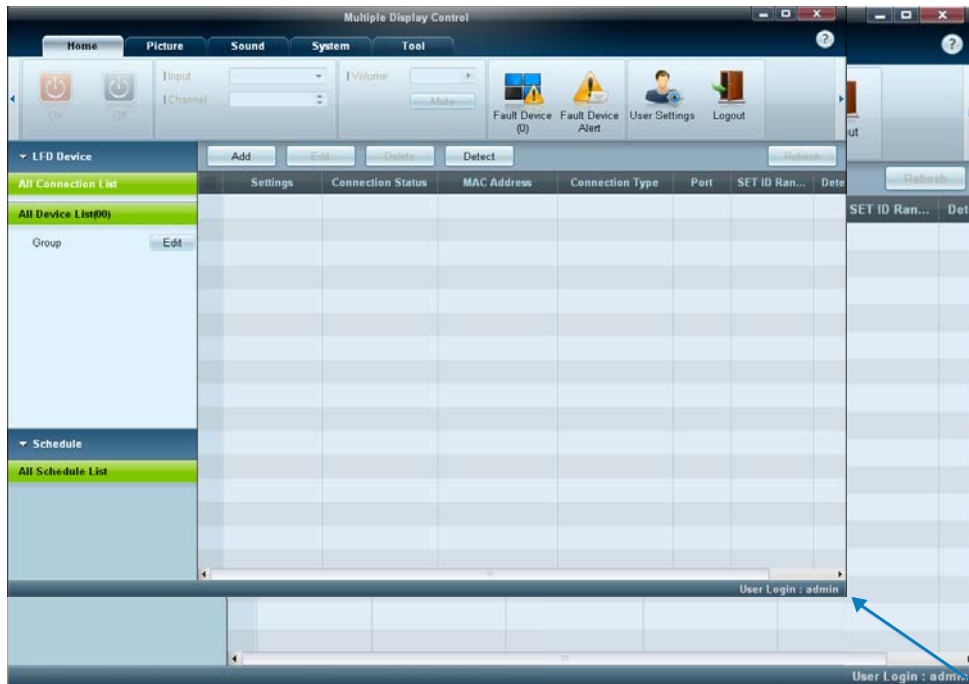 Multiple Display Control
Home Picture Sound System Tool
Input
Channel
On Off
Volume
Mute
Fault Device (0)
Fault Device Alert
User Settings
Logout
ut
LFD Device
Add Edit Delete Detect Refresh
Refresh
All Connection List
Settings Connection Status MAC Address Connection Type Port SET ID Ran... Dete
SET ID Ran... Det
All Device List(00)
Group Edit
Schedule
All Schedule List
User Login : admin
User Login : admin